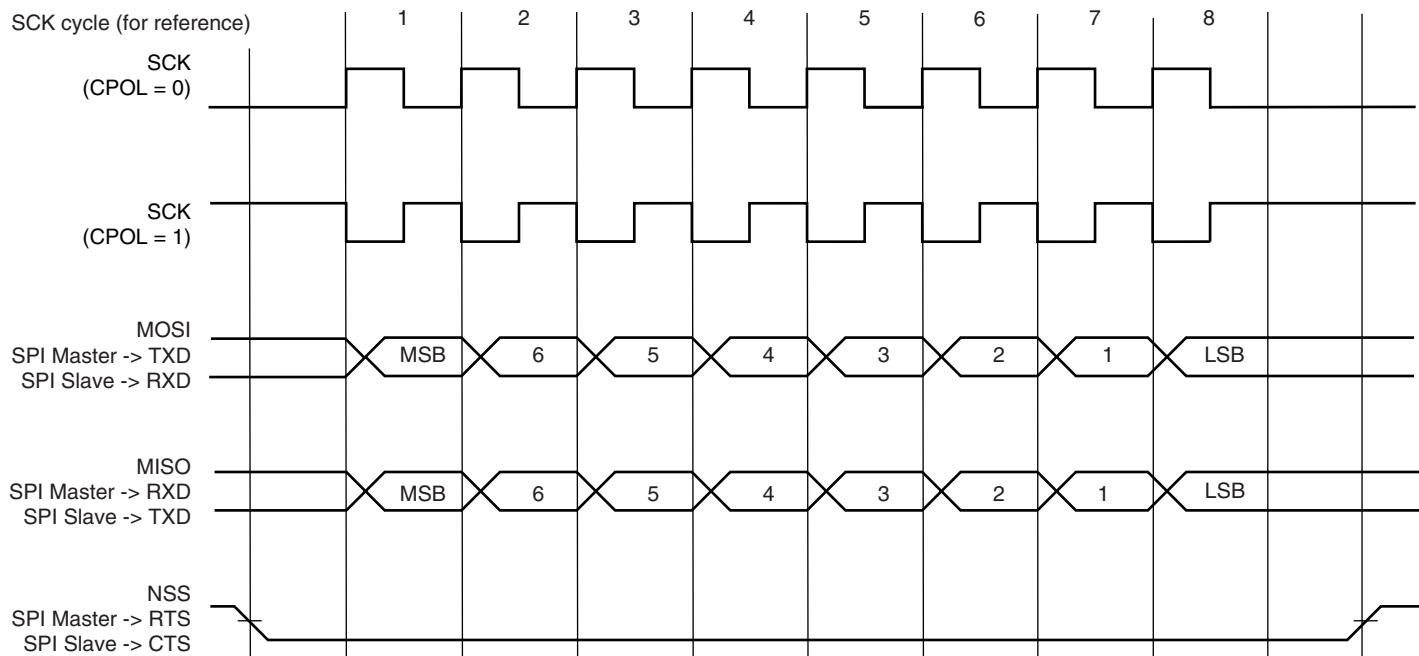 SCK cycle (for reference)
1 2 3 4 5 6 7 8
SCK
(CPOL = 0)
SCK
(CPOL = 1)
MOSI
SPI Master -> TXD
SPI Slave -> RXD
MSB 6 5 4 3 2 1 LSB
MISO
SPI Master -> RXD
SPI Slave -> TXD
MSB 6 5 4 3 2 1 LSB
NSS
SPI Master -> RTS
SPI Slave -> CTS